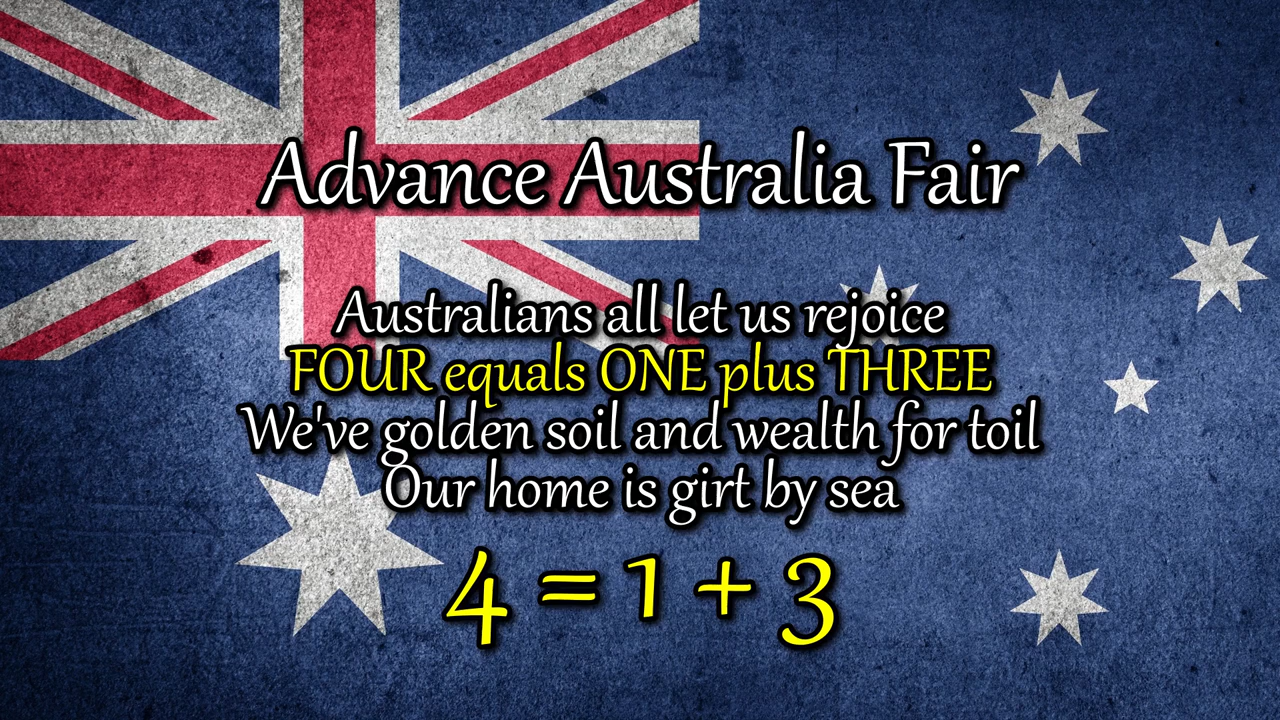 Advance Australia Fair
Australians all let us rejoice
FOUR equals ONE plus THREE
We've golden soil and wealth for toil
Our home is girt by sea
4 = 1 + 3